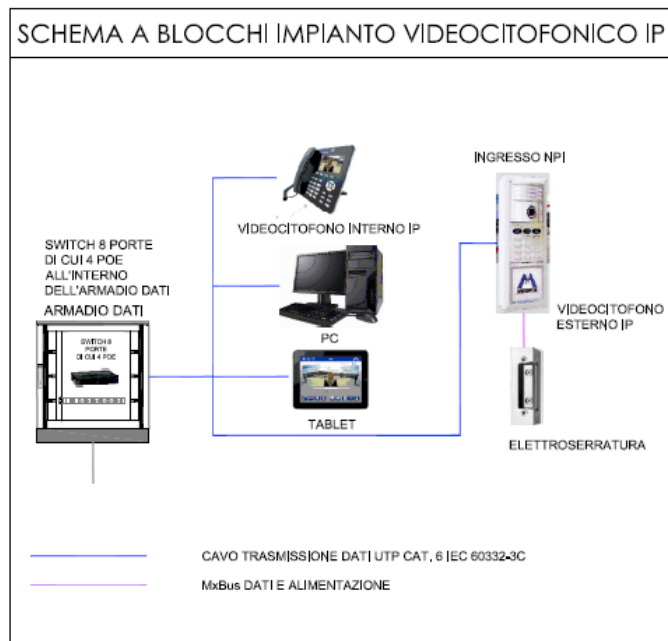 SCHEMA A BLOCCHI IMPIANTO VIDEOCITOFONICO IP
INGRESSO NPI
VIDEOCITOFONO INTERNO IP
SWITCH 8 PORTE
DI CUI 4 POE
ALL'INTERNO
DELL'ARMADIO DATI
ARMADIO DATI
SWITCH 8
PORTE
DI CUI 4 POE
PC
VIDEOCITOFONO
ESTERNO IP
TABLET
ELETTROSERRATURA
CAVO TRASMISSIONE DATI UTP CAT. 6 IEC 60332-3C
MxBus DATI E ALIMENTAZIONE